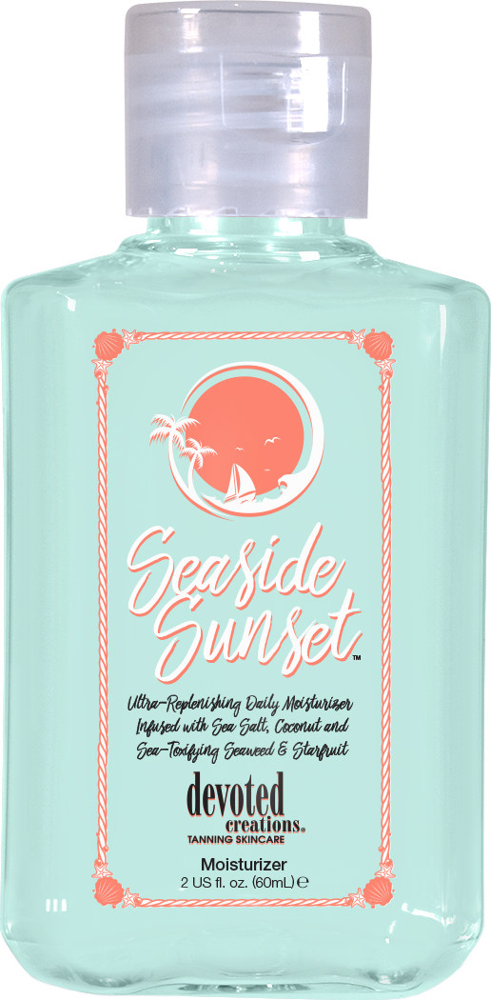 Seaside
Sunset™
Ultra-Replenishing Daily Moisturizer
Infused with Sea Salt, Coconut and
Sea-Toxifying Seaweed & Starfruit
devoted
creations®
TANNING SKINCARE
Moisturizer
2 US fl. oz. (60mL) ℮